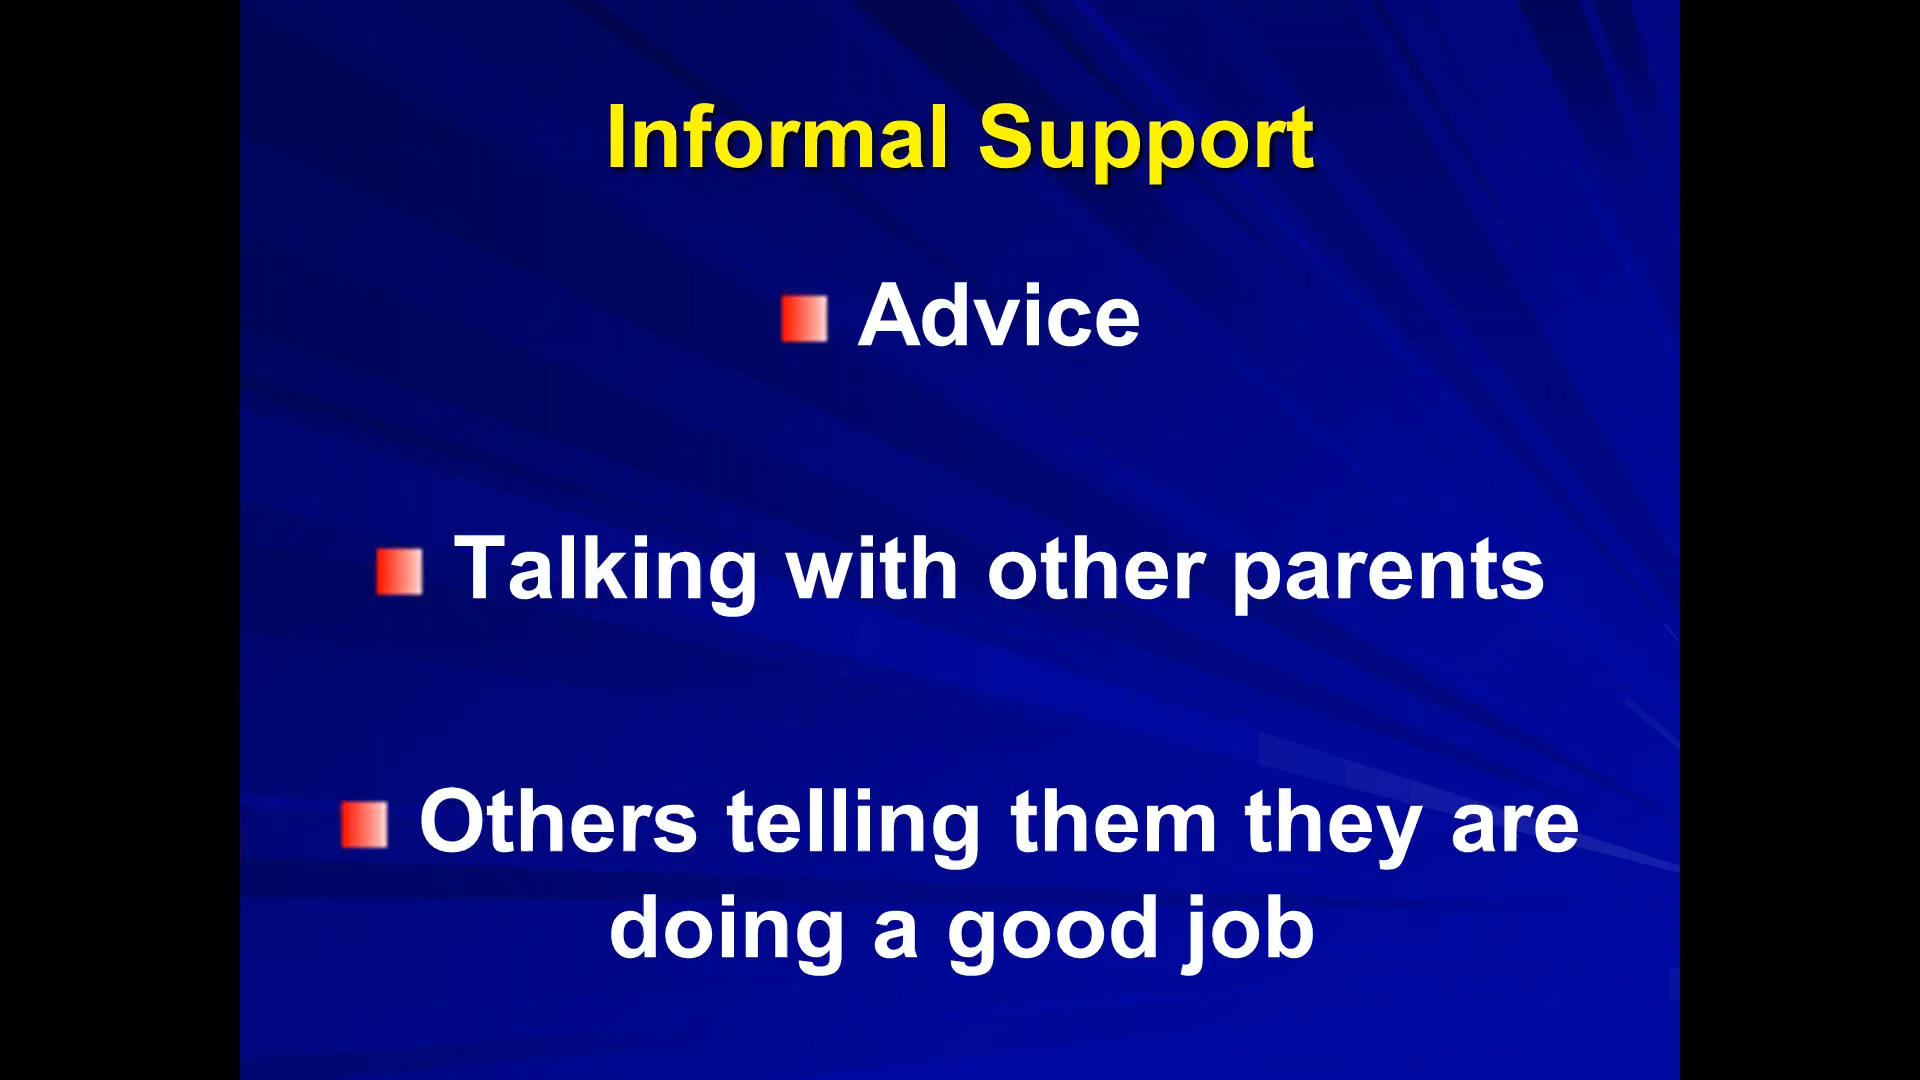 Informal Support
Advice
Talking with other parents
Others telling them they are
doing a good job